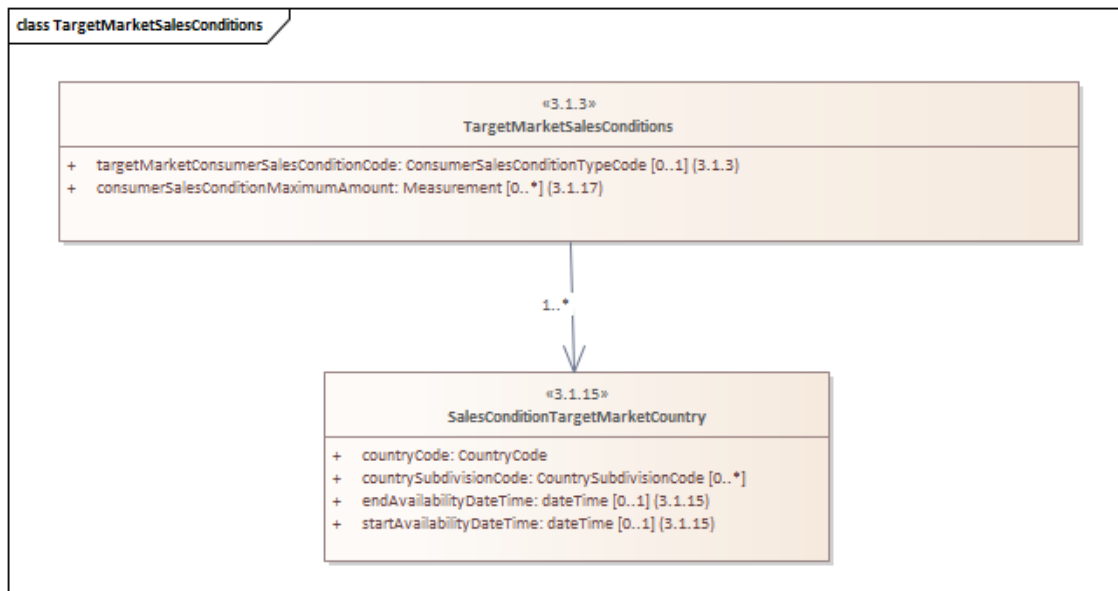 class TargetMarketSalesConditions
«3.1.3»
TargetMarketSalesConditions
+ targetMarketConsumerSalesConditionCode: ConsumerSalesConditionTypeCode [0..1] (3.1.3)
+ consumerSalesConditionMaximumAmount: Measurement [0..*] (3.1.17)
1..*
«3.1.15»
SalesConditionTargetMarketCountry
+ countryCode: CountryCode
+ countrySubdivisionCode: CountrySubdivisionCode [0..*]
+ endAvailabilityDateTime: dateTime [0..1] (3.1.15)
+ startAvailabilityDateTime: dateTime [0..1] (3.1.15)